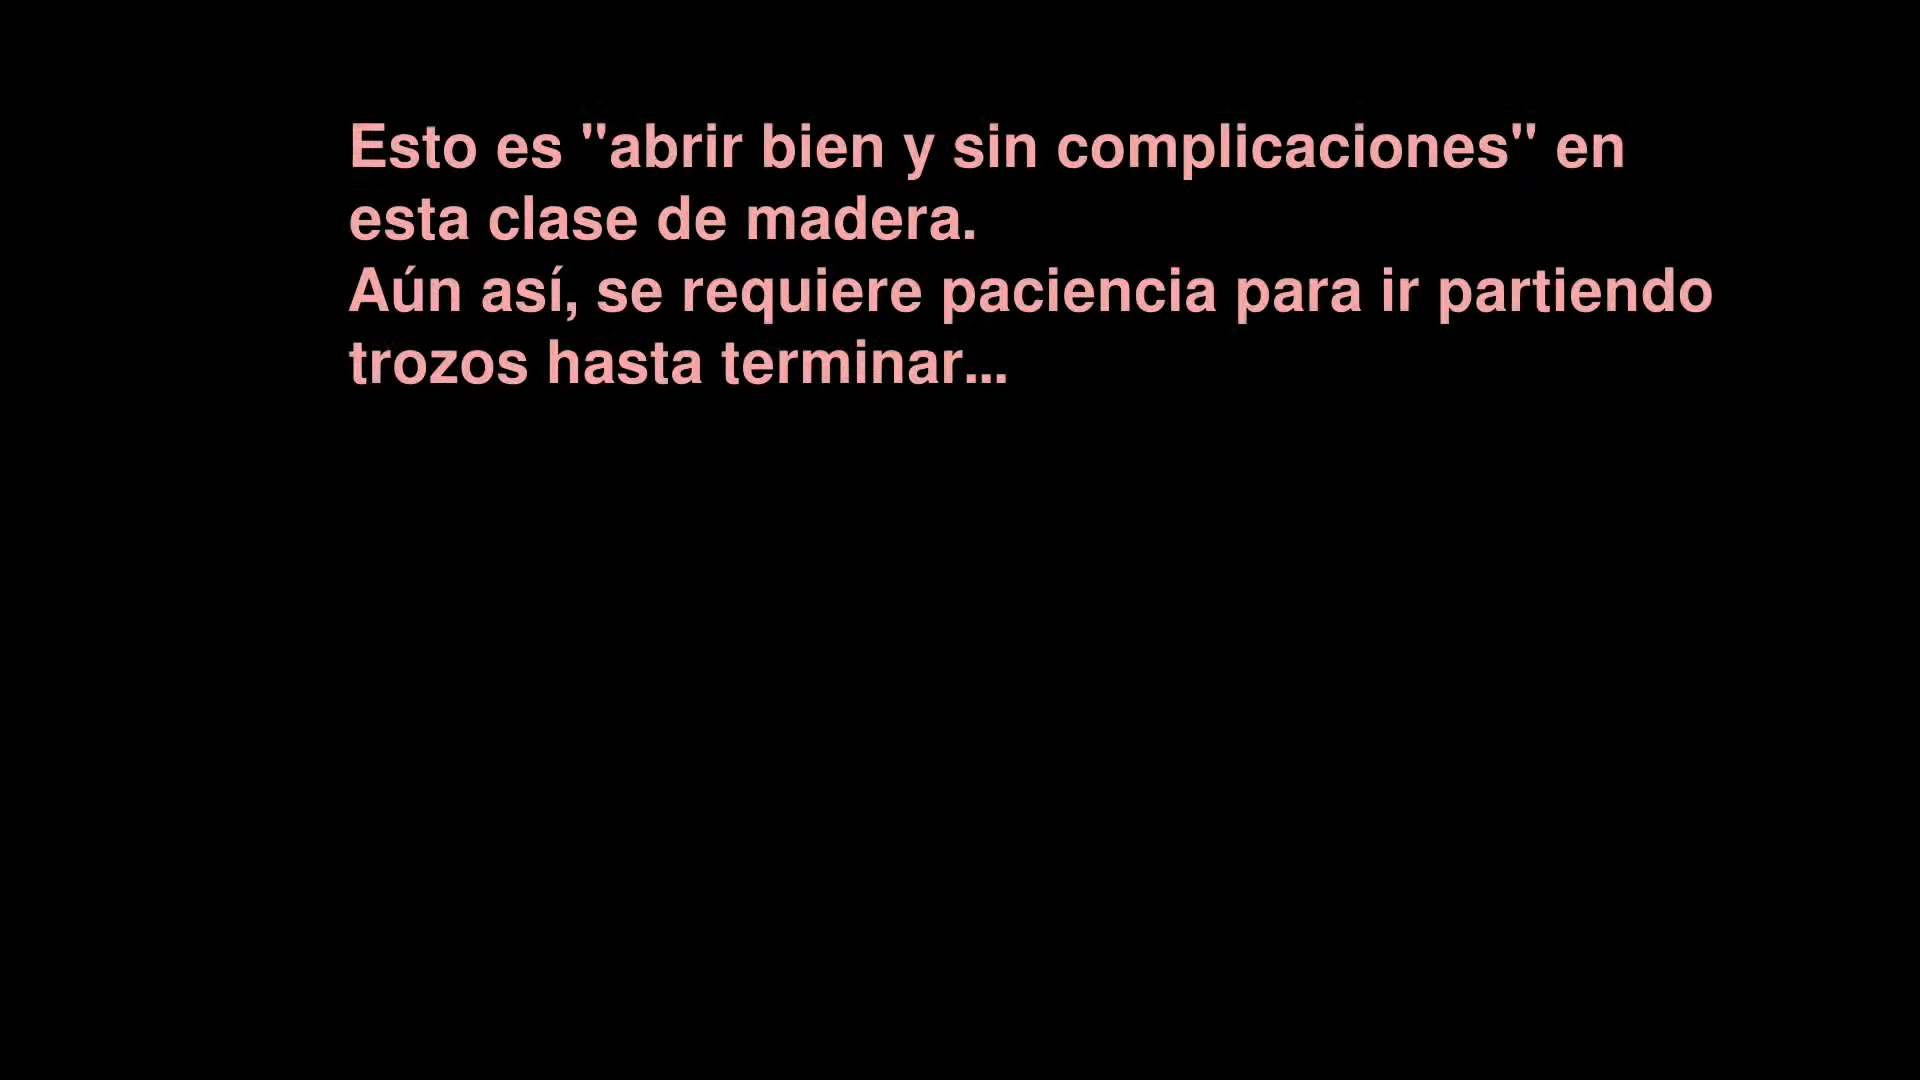 Esto es "abrir bien y sin complicaciones" en
esta clase de madera.
Aún así, se requiere paciencia para ir partiendo
trozos hasta terminar...